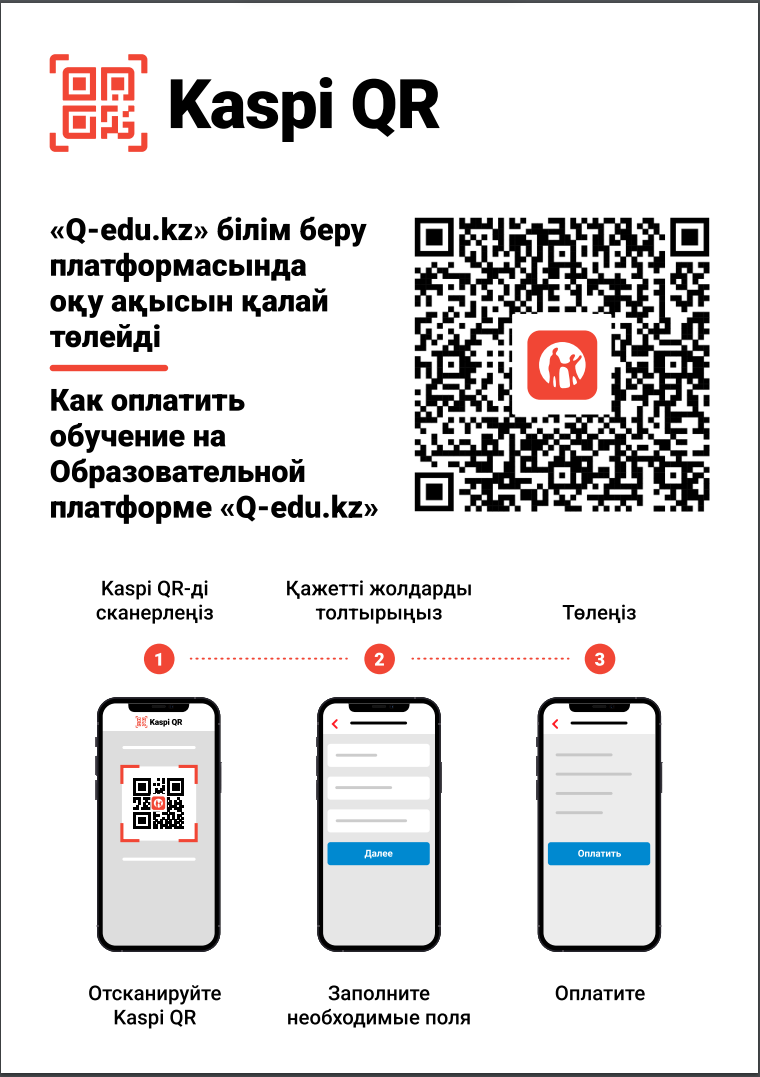 Kaspi QR
«Q-edu.kz» білім беру
платформасында
оқу ақысын қалай
төлейді
Как оплатить
обучение на
Образовательной
платформе «Q-edu.kz»
Kaspi QR-ді
сканерлеңіз
Қажетті жолдарды
толтырыңыз
Төлеңіз
1
2
3
Kaspi QR
Далее
Оплатить
Отсканируйте
Kaspi QR
Заполните
необходимые поля
Оплатите